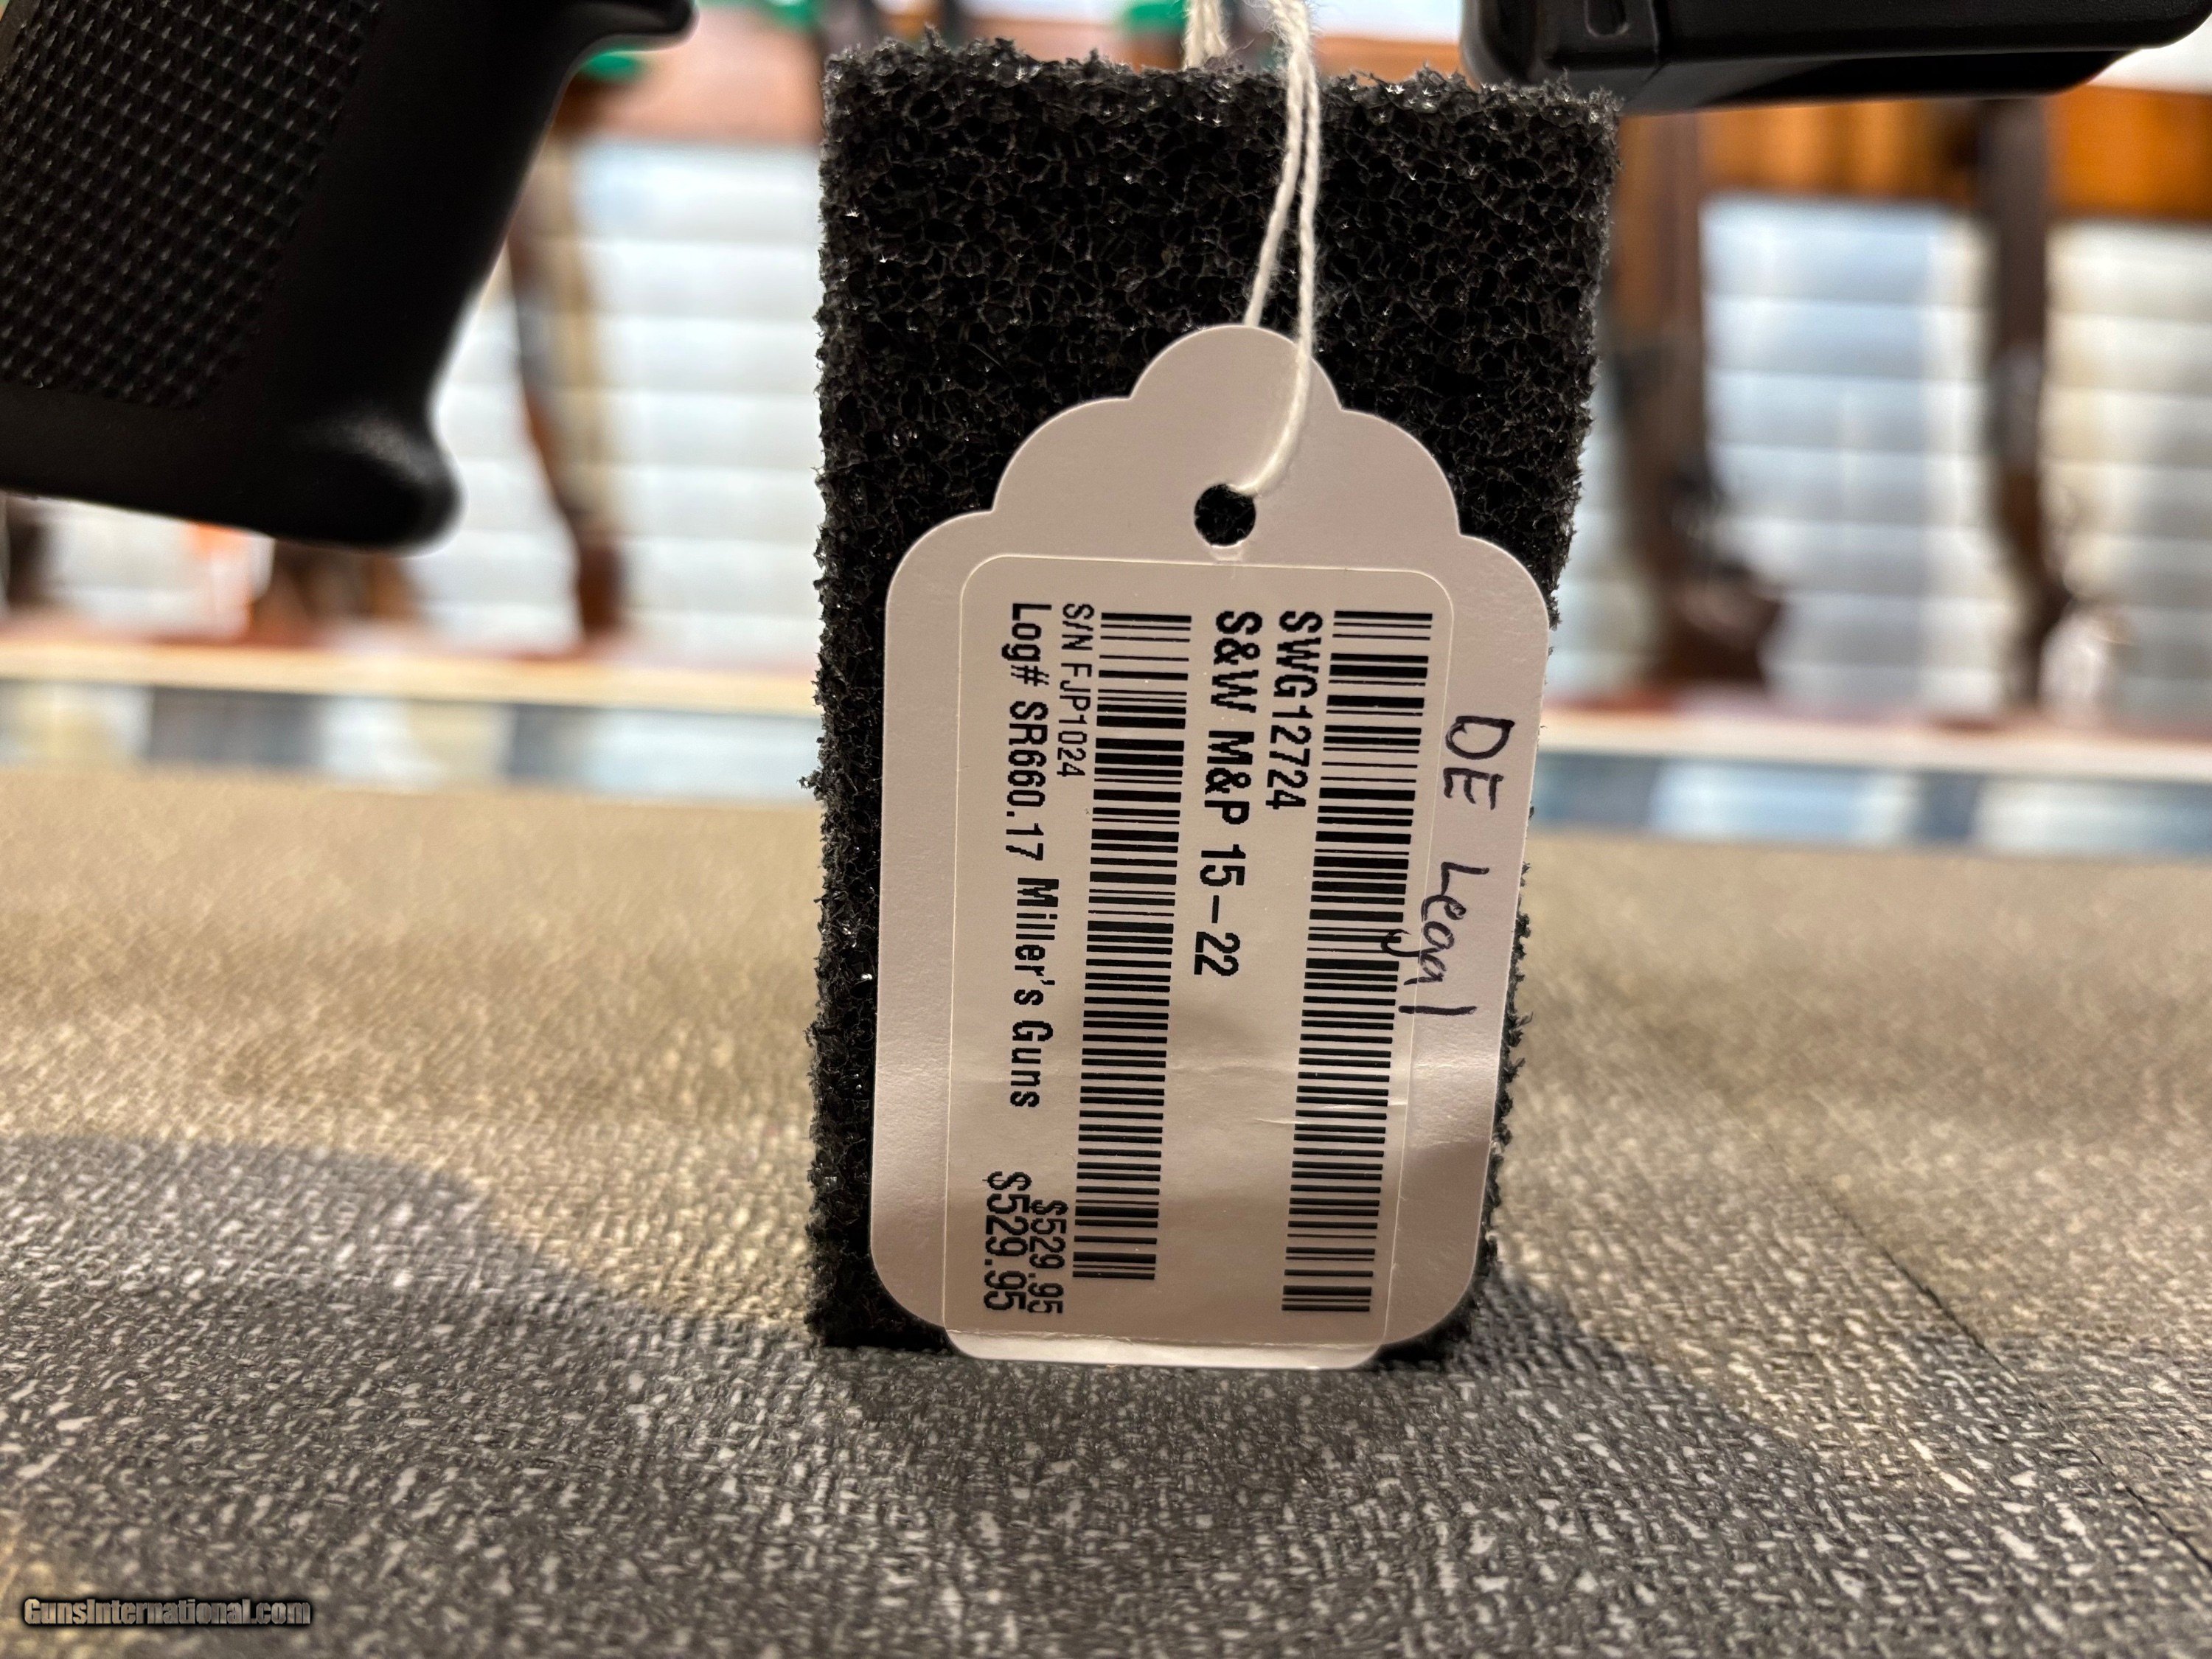 DE Legal
SWG12724
S&W M&P 15-22
S/N FJP1024
$529.95
Log# SR660.17 Miller's Guns
$529.95
GunsInternational.com